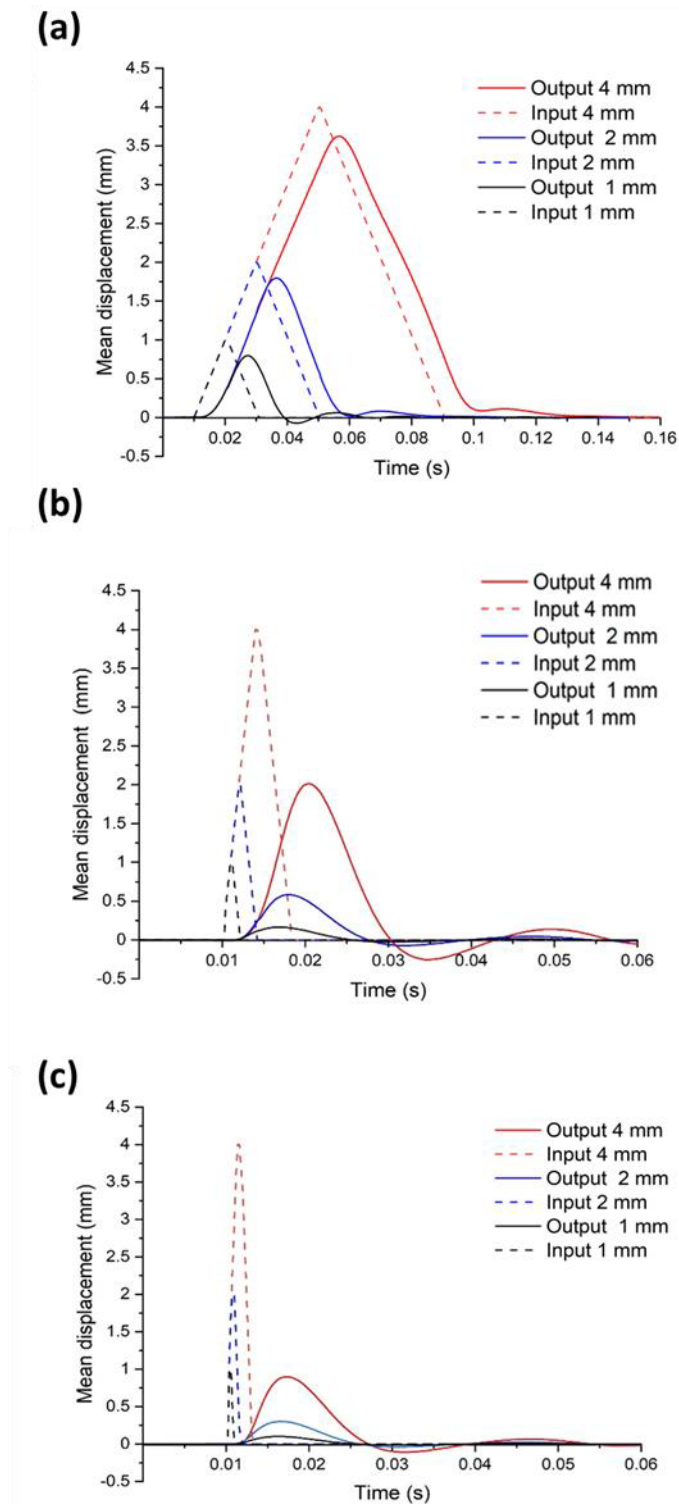 (a)
4.5
4
3.5
3
2.5
2
1.5
1
0.5
0
-0.5
Mean displacement (mm)
Output 4 mm
Input 4 mm
Output 2 mm
Input 2 mm
Output 1 mm
Input 1 mm
0.02 0.04 0.06 0.08 0.1 0.12 0.14 0.16
Time (s)
(b)
4.5
4
3.5
3
2.5
2
1.5
1
0.5
0
-0.5
Mean displacement (mm)
Output 4 mm
Input 4 mm
Output 2 mm
Input 2 mm
Output 1 mm
Input 1 mm
0.01 0.02 0.03 0.04 0.05 0.06
Time (s)
(c)
4.5
4
3.5
3
2.5
2
1.5
1
0.5
0
-0.5
Mean displacement (mm)
Output 4 mm
Input 4 mm
Output 2 mm
Input 2 mm
Output 1 mm
Input 1 mm
0.01 0.02 0.03 0.04 0.05 0.06
Time (s)